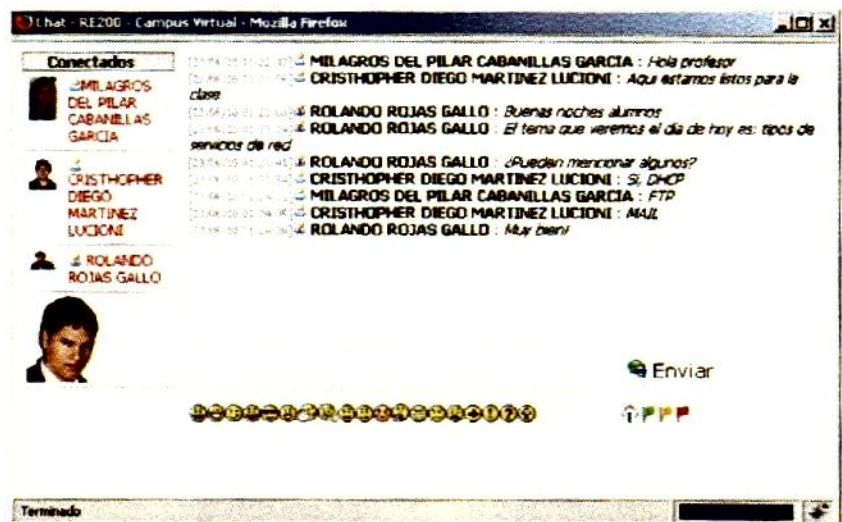 Chat - RE200 - Campus Virtual - Mozilla Firefox
Conectados
MILAGROS
DEL PILAR
CABANILLAS
GARCIA
CRISTHOPHER
DIEGO
MARTINEZ
LUCIONI
ROLANDO
ROJAS GALLO
MILAGROS DEL PILAR CABANILLAS GARCIA : Hola profesor
CRISTHOPHER DIEGO MARTINEZ LUCIONI : Aqui estamos listos para la
clase
ROLANDO ROJAS GALLO : Buenas noches alumnos
ROLANDO ROJAS GALLO : El tema que veremos el dia de hoy es: tipos de
servicios de red
ROLANDO ROJAS GALLO : ¿Pueden mencionar algunos?
CRISTHOPHER DIEGO MARTINEZ LUCIONI : Si, DHCP
MILAGROS DEL PILAR CABANILLAS GARCIA : FTP
CRISTHOPHER DIEGO MARTINEZ LUCIONI : MAIL
ROLANDO ROJAS GALLO : Muy bien!
Enviar
Terminado